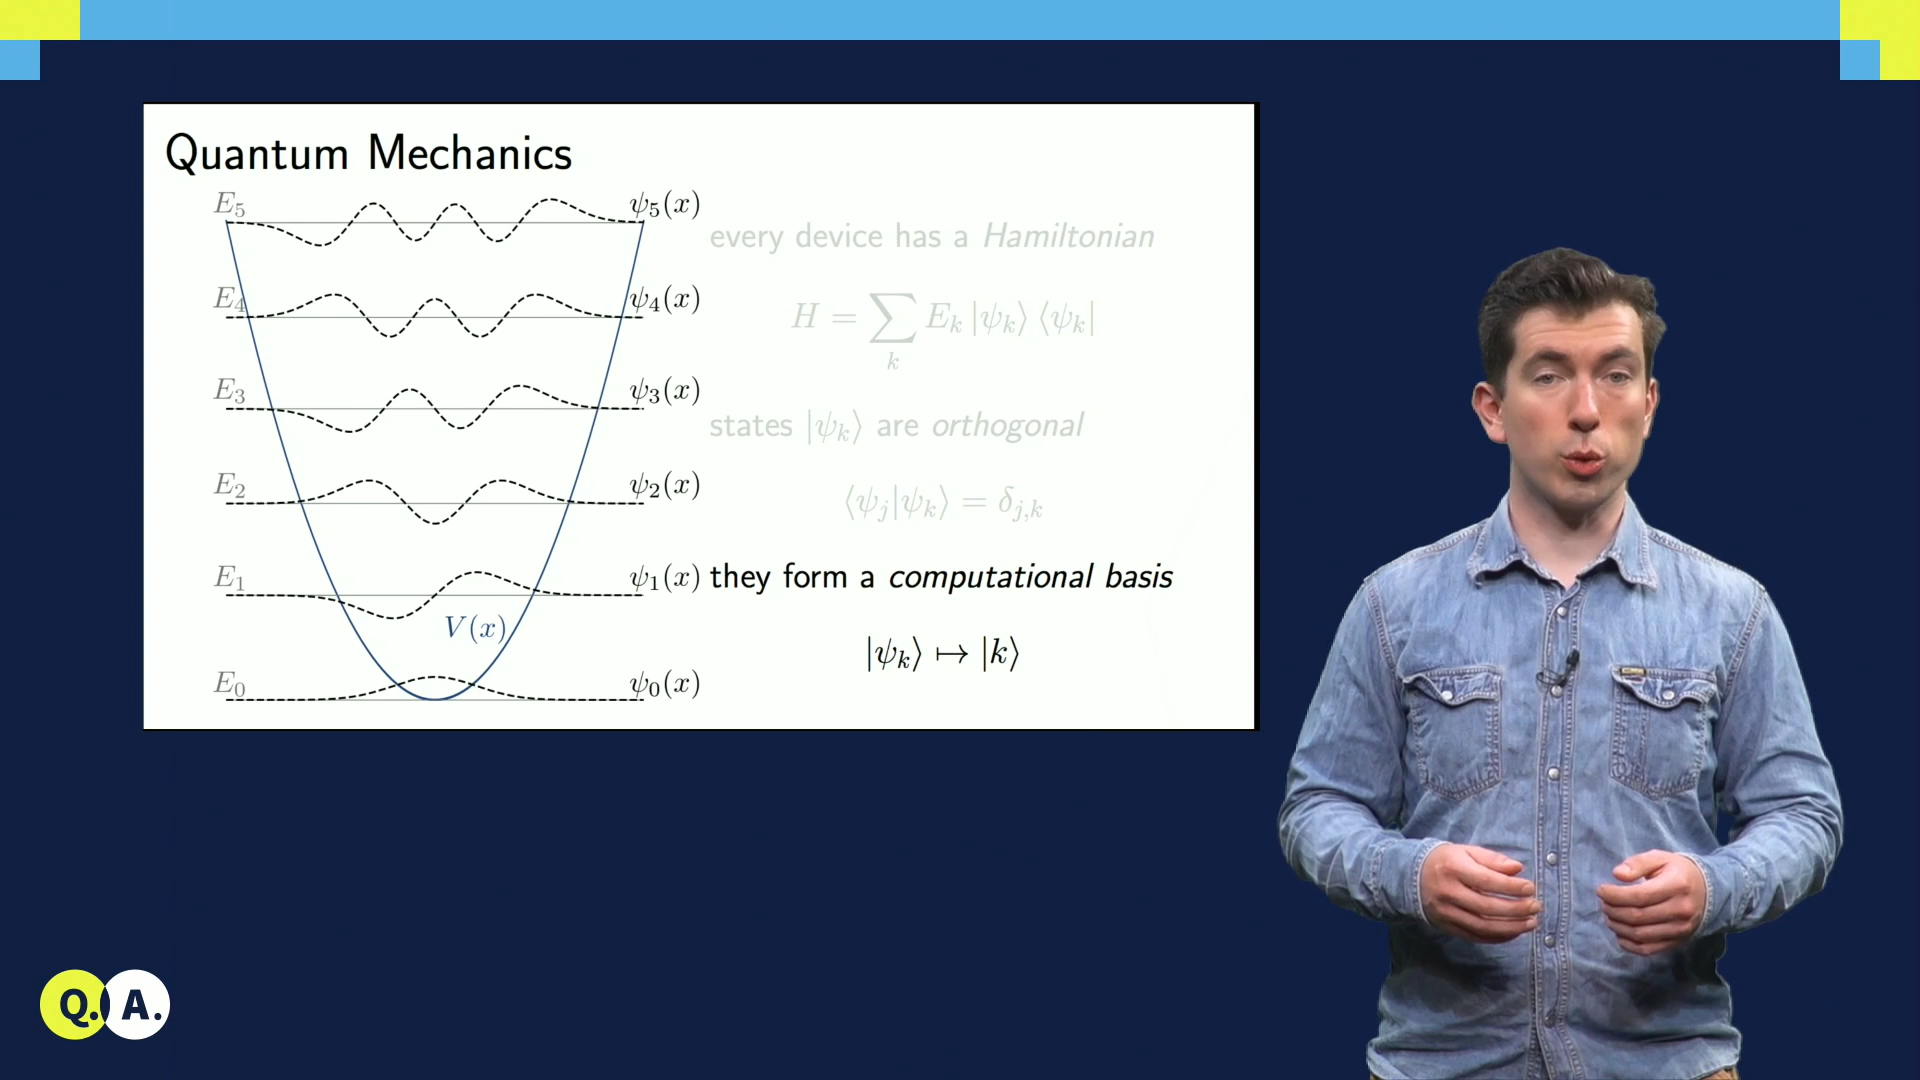 Quantum Mechanics
E₅ ψ₅(x)
every device has a Hamiltonian
E₄ ψ₄(x)
H = ∑ₖ Eₖ |ψₖ⟩ ⟨ψₖ|
E₃ ψ₃(x)
states |ψₖ⟩ are orthogonal
E₂ ψ₂(x)
⟨ψⱼ|ψₖ⟩ = δⱼ,ₖ
E₁ ψ₁(x) they form a computational basis
V(x)
|ψₖ⟩ ↦ |k⟩
E₀ ψ₀(x)
Q. A.